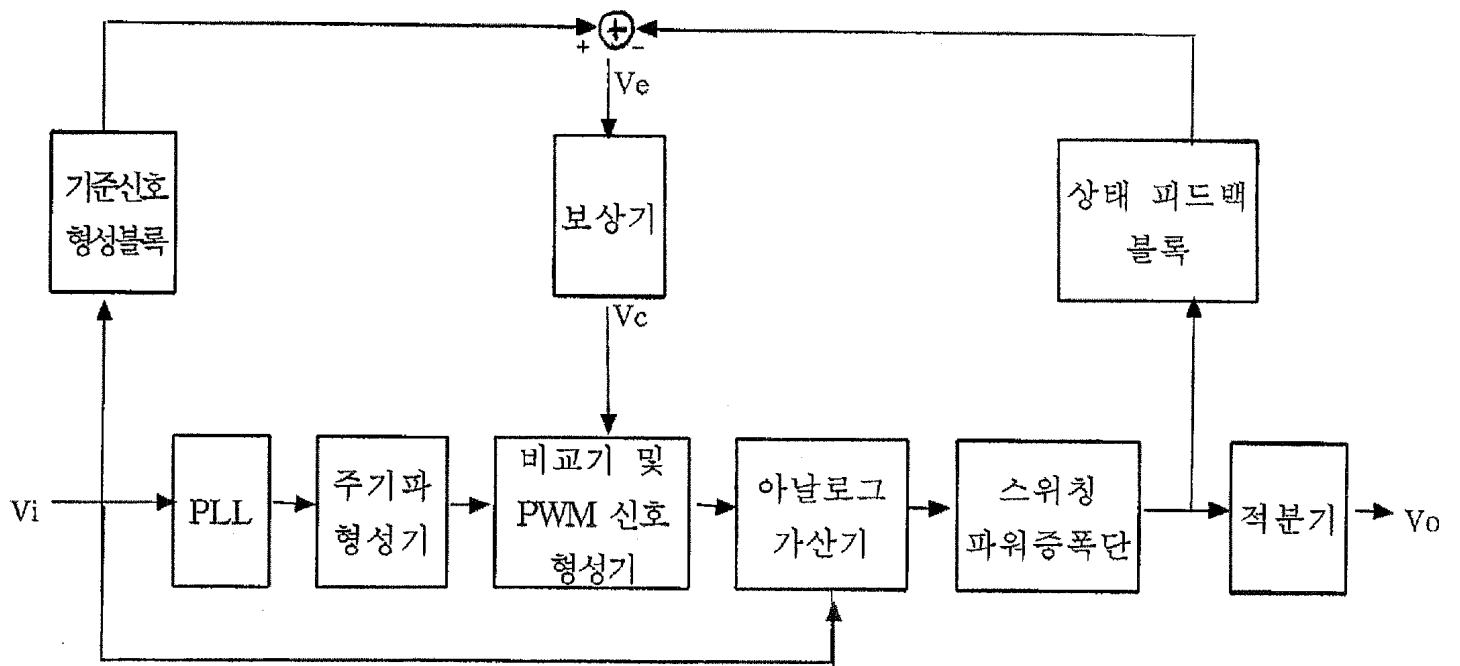 + −
Ve
기준신호
형성블록
보상기
상태 피드백
블록
Vc
Vi
PLL
주기파
형성기
비교기 및
PWM 신호
형성기
아날로그
가산기
스위칭
파워증폭단
적분기
Vo